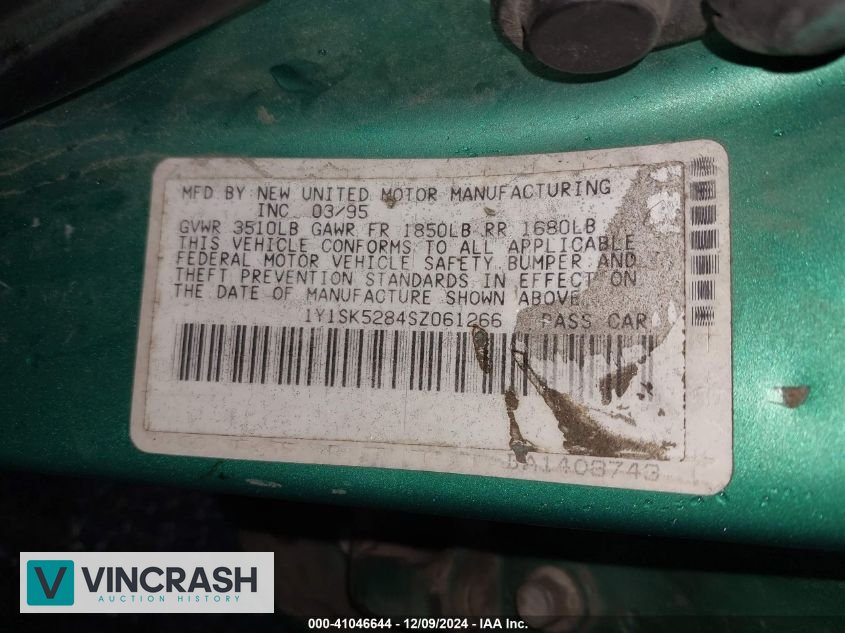 MFD BY NEW UNITED MOTOR MANUFACTURING
INC 03/95
GVWR 3510LB GAWR FR 1850LB RR 1680LB
THIS VEHICLE CONFORMS TO ALL APPLICABLE
FEDERAL MOTOR VEHICLE SAFETY, BUMPER AND
THEFT PREVENTION STANDARDS IN EFFECT ON
THE DATE OF MANUFACTURE SHOWN ABOVE
1Y1SK5284SZ061266 PASS CAR
V VINCRASH
AUCTION HISTORY
000-41046644 - 12/09/2024 - IAA Inc.